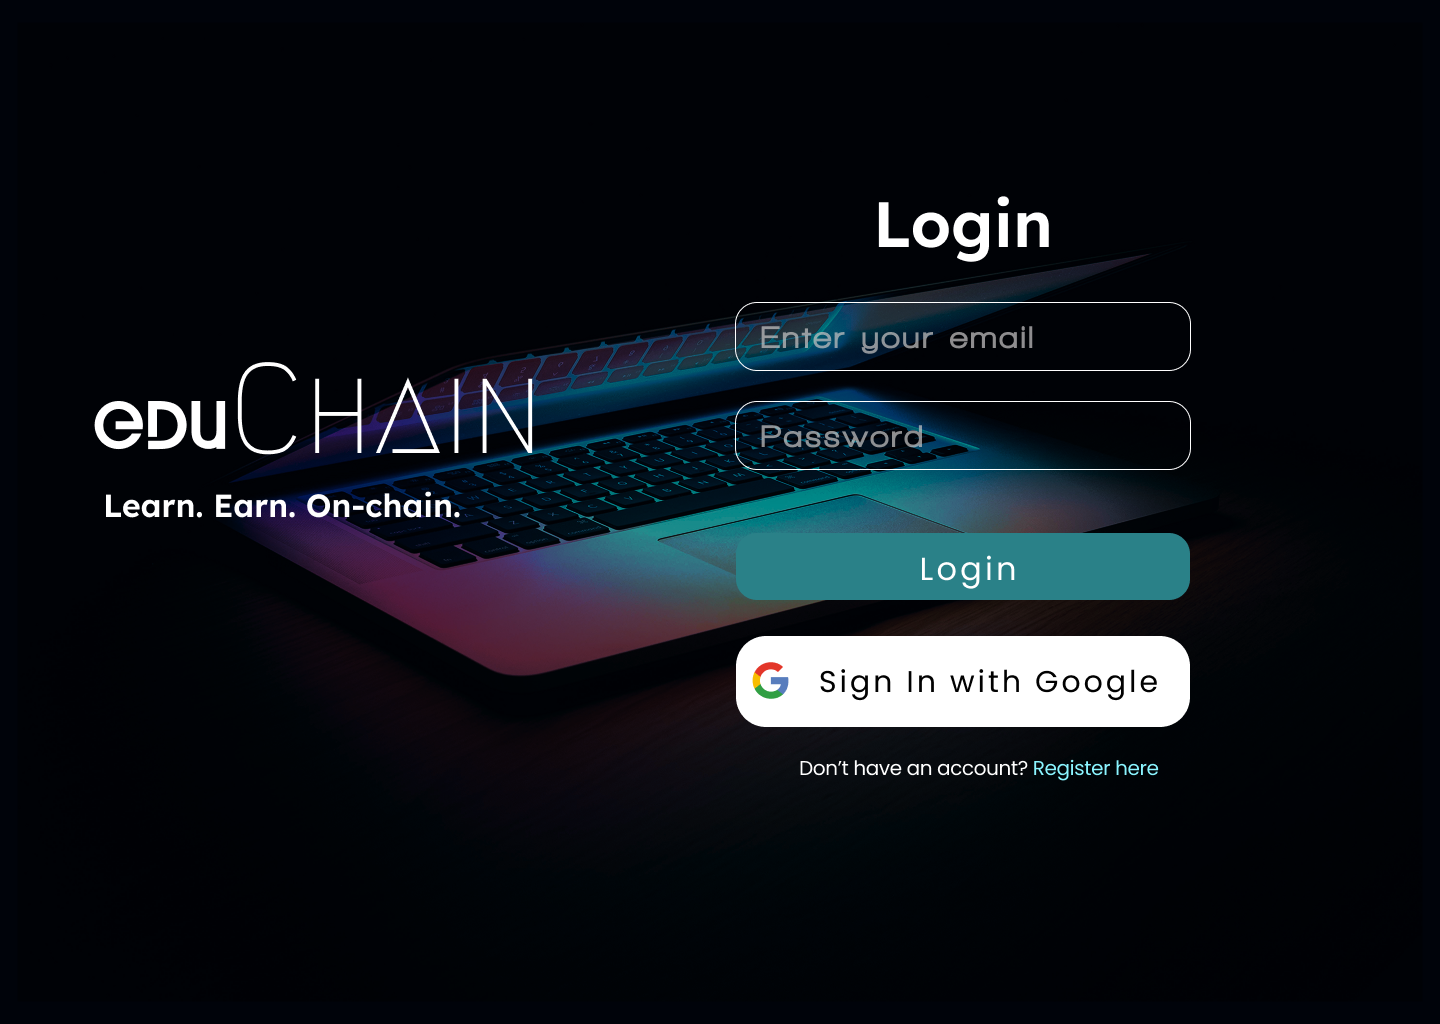 Login
Enter your email
eDUCHAIN
Password
Learn. Earn. On-chain.
Login
Sign In with Google
Don’t have an account? Register here